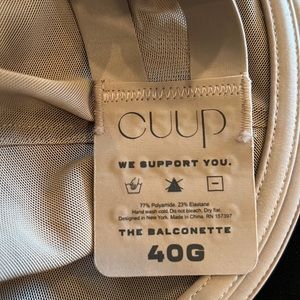 CUUP
WE SUPPORT YOU.
77% Polyamide, 23% Elastane
Hand wash cold. Do not bleach. Dry flat.
Designed in New York. Made in China. RN 157397
THE BALCONETTE
40G